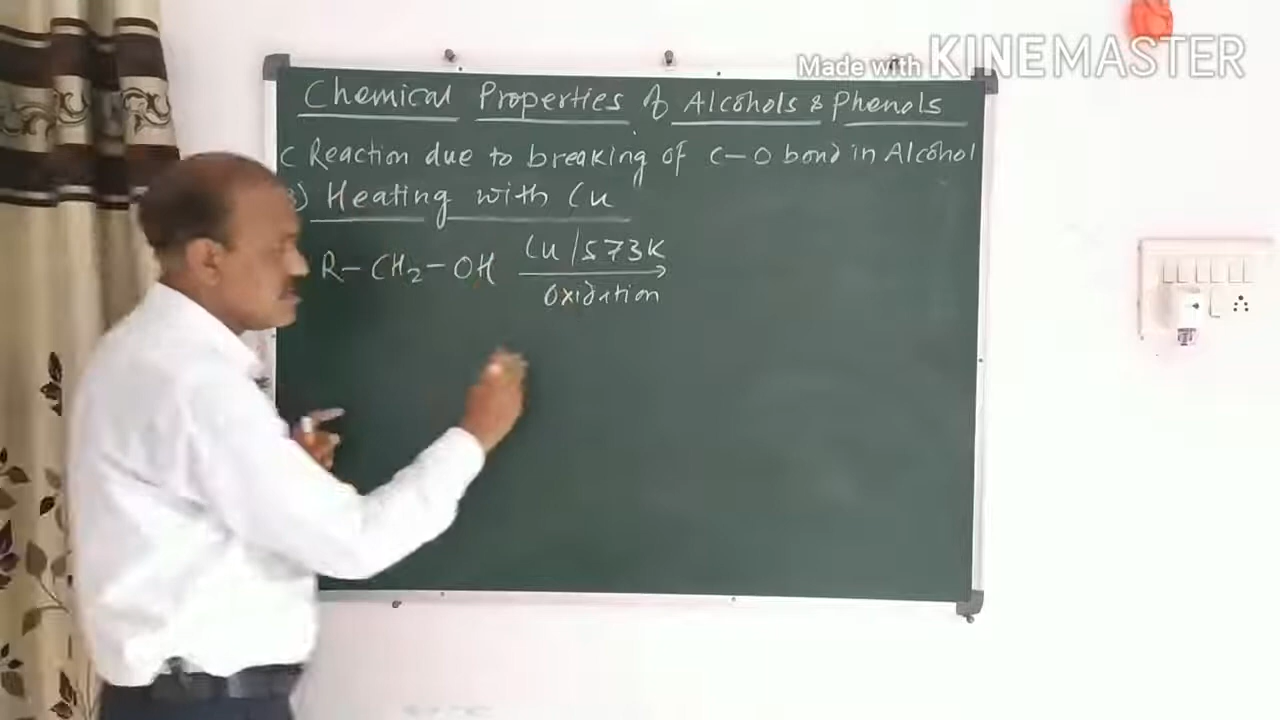 Made with KINEMASTER
Chemical Properties of Alcohols & Phenols
C Reaction due to breaking of C-O bond in Alcohol
) Heating with Cu
R-CH₂-OH Cu/573K
Oxidation